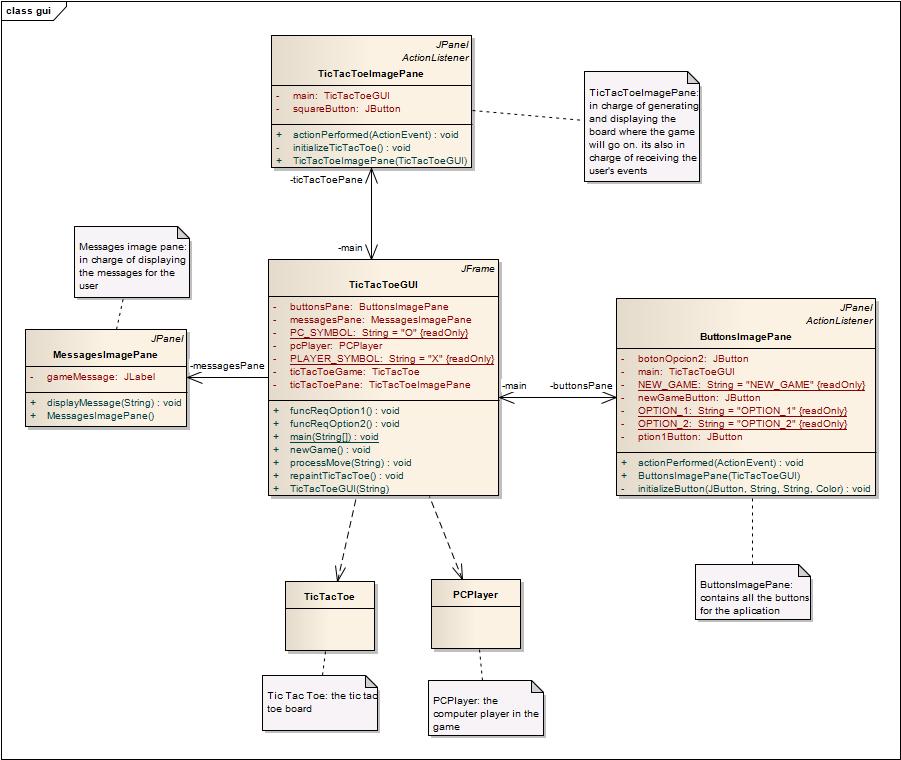 class gui
JPanel
ActionListener
TicTacToeImagePane
- main: TicTacToeGUI
- squareButton: JButton
+ actionPerformed(ActionEvent) : void
- initializeTicTacToe() : void
+ TicTacToeImagePane(TicTacToeGUI)
TicTacToeImagePane:
in charge of generating
and displaying the
board where the game
will go on. its also in
charge of receiving the
user's events
-ticTacToePane
-main
Messages image pane:
in charge of displaying
the messages for the
user
JPanel
MessagesImagePane
- gameMessage: JLabel
+ displayMessage(String) : void
+ MessagesImagePane()
-messagesPane
JFrame
TicTacToeGUI
- buttonsPane: ButtonsImagePane
- messagesPane: MessagesImagePane
- PC_SYMBOL: String = "O" {readOnly}
- pcPlayer: PCPlayer
- PLAYER_SYMBOL: String = "X" {readOnly}
- ticTacToeGame: TicTacToe
- ticTacToePane: TicTacToeImagePane
+ funcReqOption1() : void
+ funcReqOption2() : void
+ main(String[]) : void
+ newGame() : void
+ processMove(String) : void
+ repaintTicTacToe() : void
+ TicTacToeGUI(String)
-main
-buttonsPane
JPanel
ActionListener
ButtonsImagePane
- botonOpcion2: JButton
- main: TicTacToeGUI
- NEW_GAME: String = "NEW_GAME" {readOnly}
- newGameButton: JButton
- OPTION_1: String = "OPTION_1" {readOnly}
- OPTION_2: String = "OPTION_2" {readOnly}
- ption1Button: JButton
+ actionPerformed(ActionEvent) : void
+ ButtonsImagePane(TicTacToeGUI)
- initializeButton(JButton, String, String, Color) : void
ButtonsImagePane:
contains all the buttons
for the aplication
TicTacToe
PCPlayer
Tic Tac Toe: the tic tac
toe board
PCPlayer: the
computer player in the
game